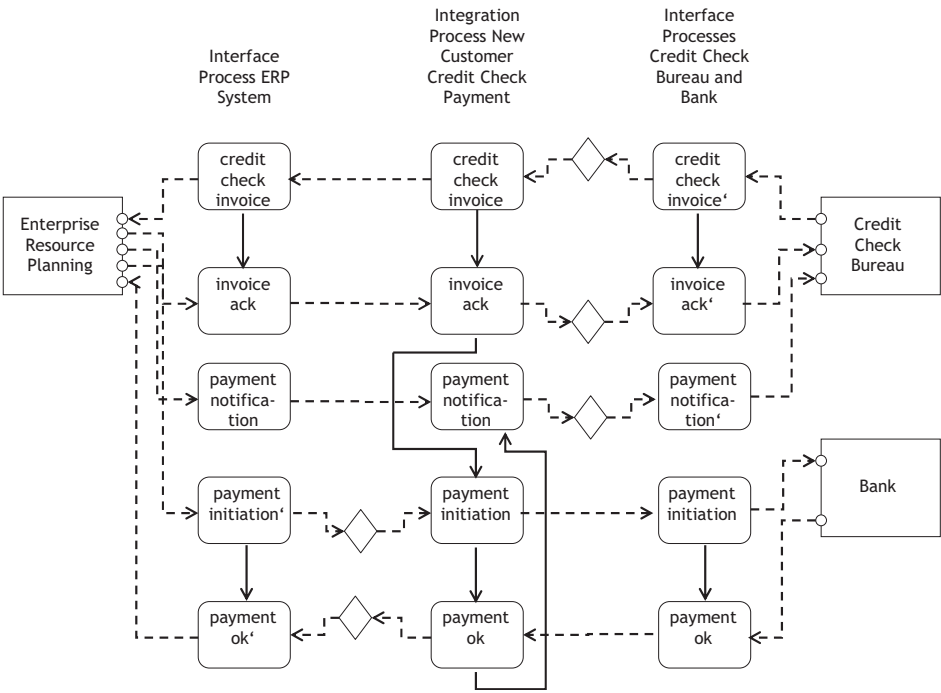 Interface
Process ERP
System
Integration
Process New
Customer
Credit Check
Payment
Interface
Processes
Credit Check
Bureau and
Bank
credit
check
invoice
credit
check
invoice
credit
check
invoice‘
Enterprise
Resource
Planning
Credit
Check
Bureau
invoice
ack
invoice
ack
invoice
ack‘
payment
notifica-
tion
payment
notifica-
tion
payment
notifica-
tion‘
Bank
payment
initiation‘
payment
initiation
payment
initiation
payment
ok‘
payment
ok
payment
ok